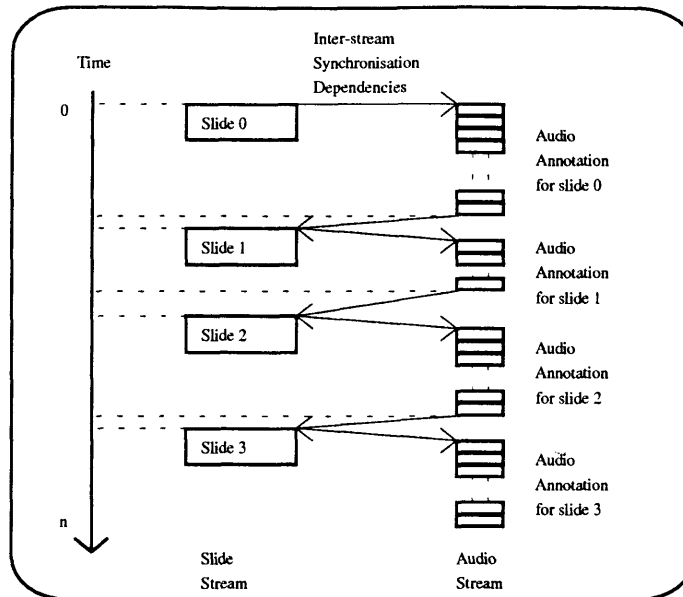 Inter-stream
Synchronisation
Dependencies
Time
0
Slide 0
Audio
Annotation
for slide 0
Slide 1
Audio
Annotation
for slide 1
Slide 2
Audio
Annotation
for slide 2
Slide 3
Audio
Annotation
for slide 3
n
Slide
Stream
Audio
Stream